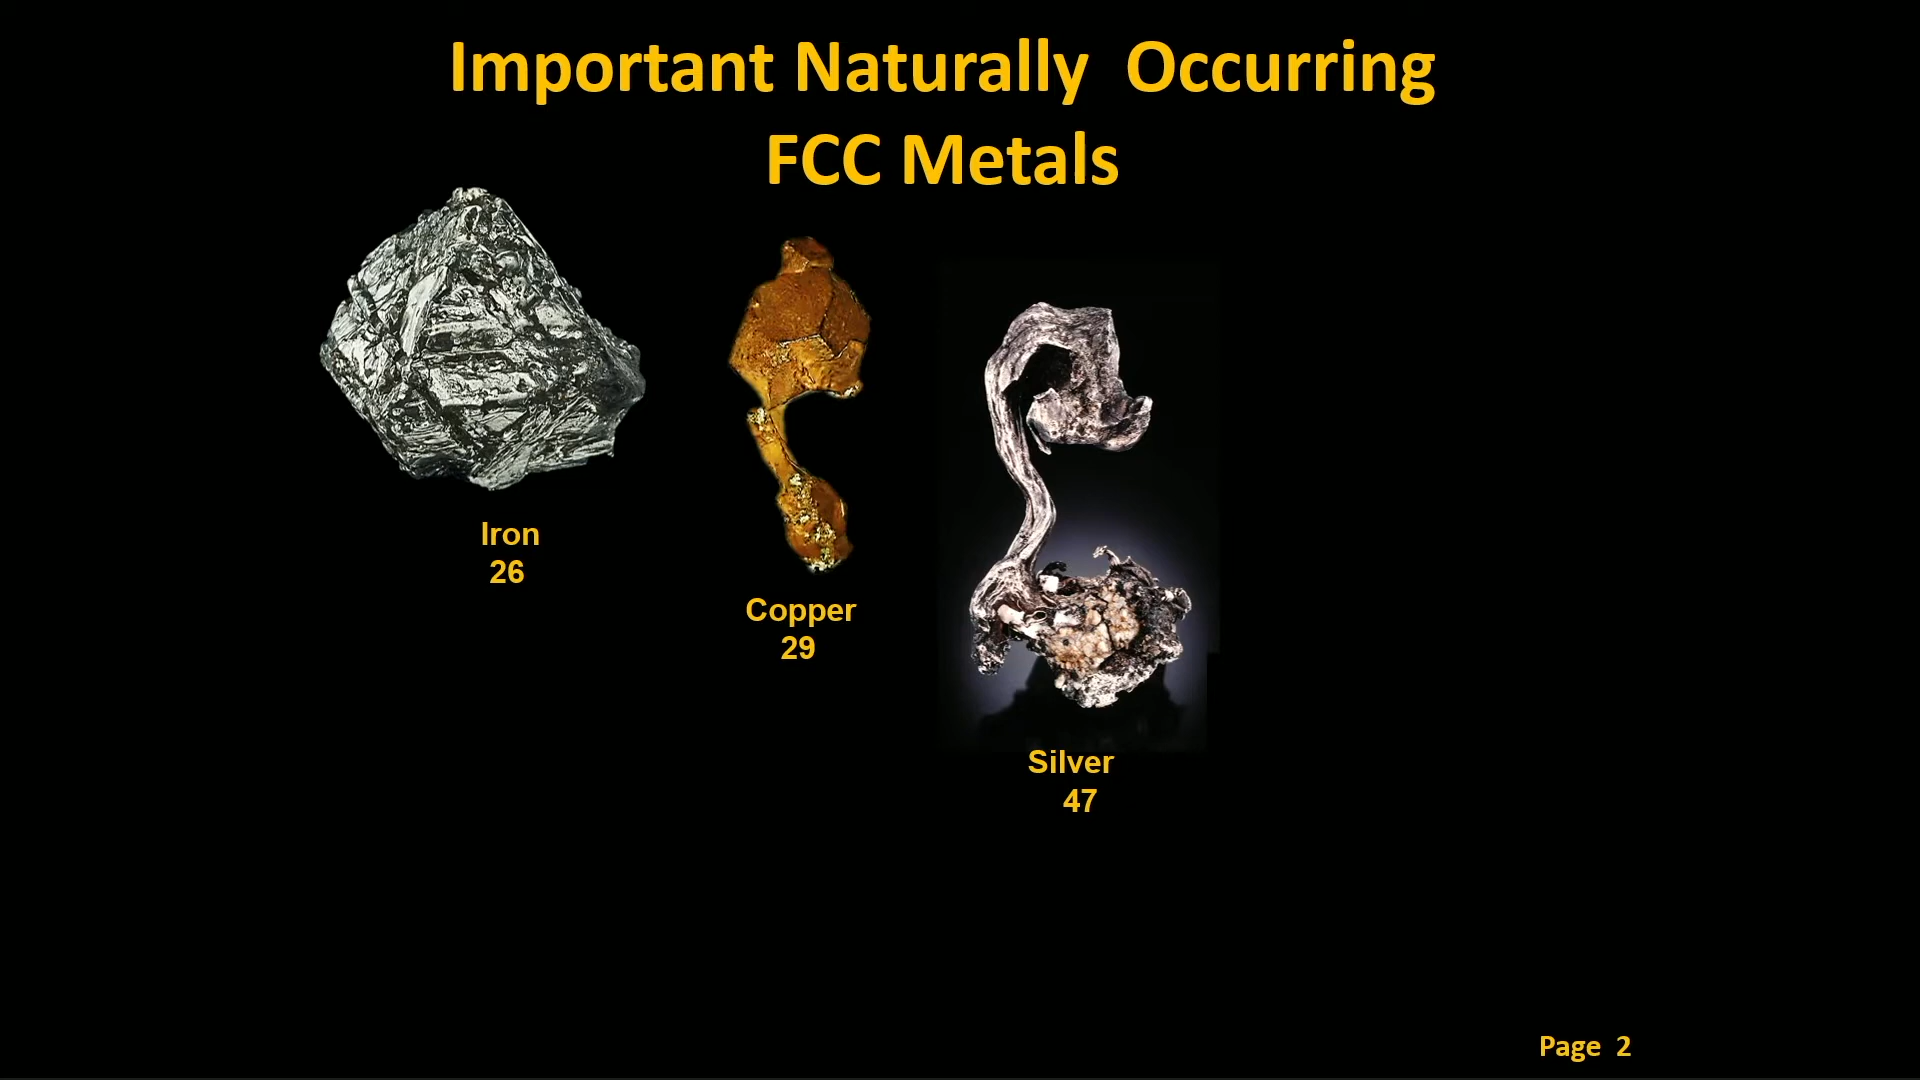 Important Naturally  Occurring
FCC Metals
Iron
26
Copper
29
Silver
47
Page  2